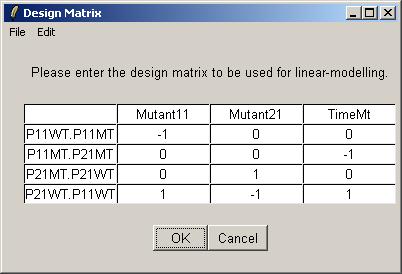 Design Matrix
File Edit
Please enter the design matrix to be used for linear-modelling.
Mutant11 Mutant21 TimeMt
P11WT.P11MT -1 0 0
P11MT.P21MT 0 0 -1
P21MT.P21WT 0 1 0
P21WT.P11WT 1 -1 1
OK Cancel